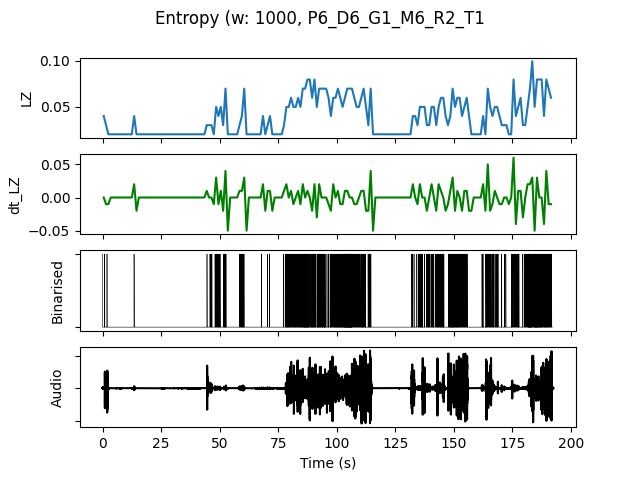 Entropy (w: 1000, P6_D6_G1_M6_R2_T1
0.10
0.05
LZ
0.05
0.00
−0.05
dt_LZ
Binarised
Audio
0 25 50 75 100 125 150 175 200
Time (s)